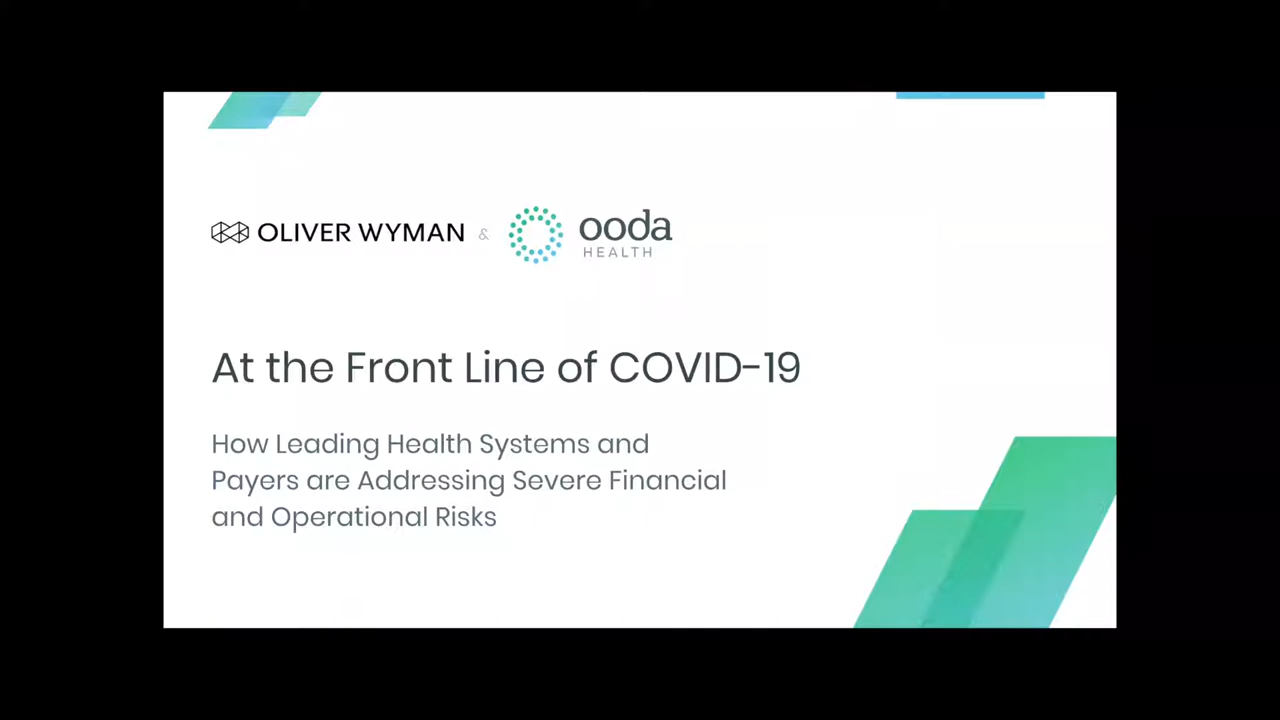 OLIVER WYMAN & ooda
HEALTH
At the Front Line of COVID-19
How Leading Health Systems and
Payers are Addressing Severe Financial
and Operational Risks